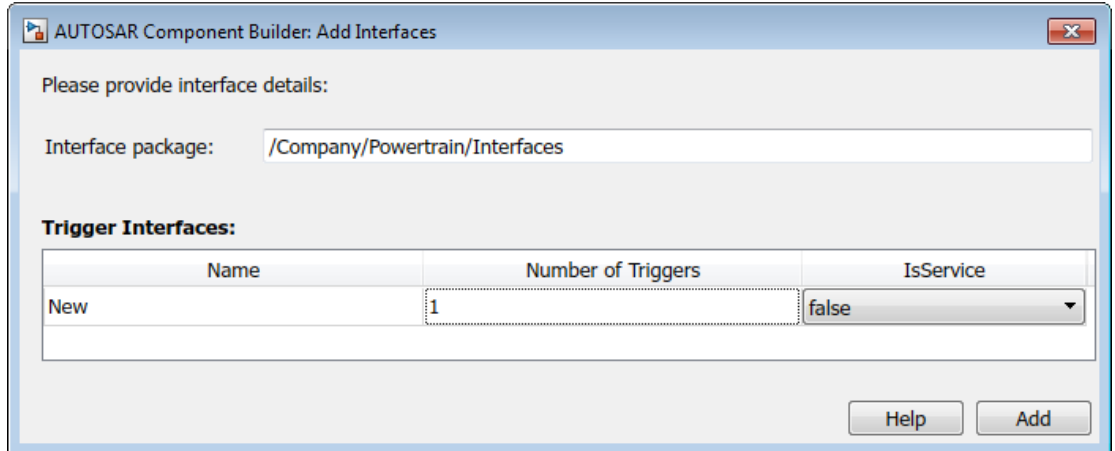 AUTOSAR Component Builder: Add Interfaces
Please provide interface details:
Interface package: /Company/Powertrain/Interfaces
Trigger Interfaces:
Name Number of Triggers IsService
New 1 false
Help Add